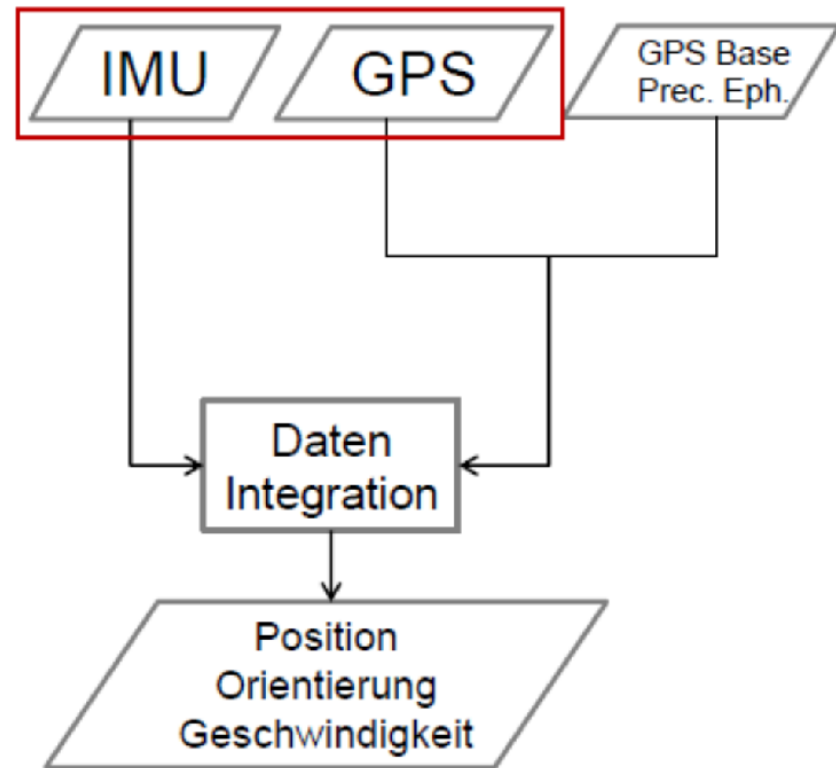 IMU
GPS
GPS Base
Prec. Eph.
Daten
Integration
Position
Orientierung
Geschwindigkeit